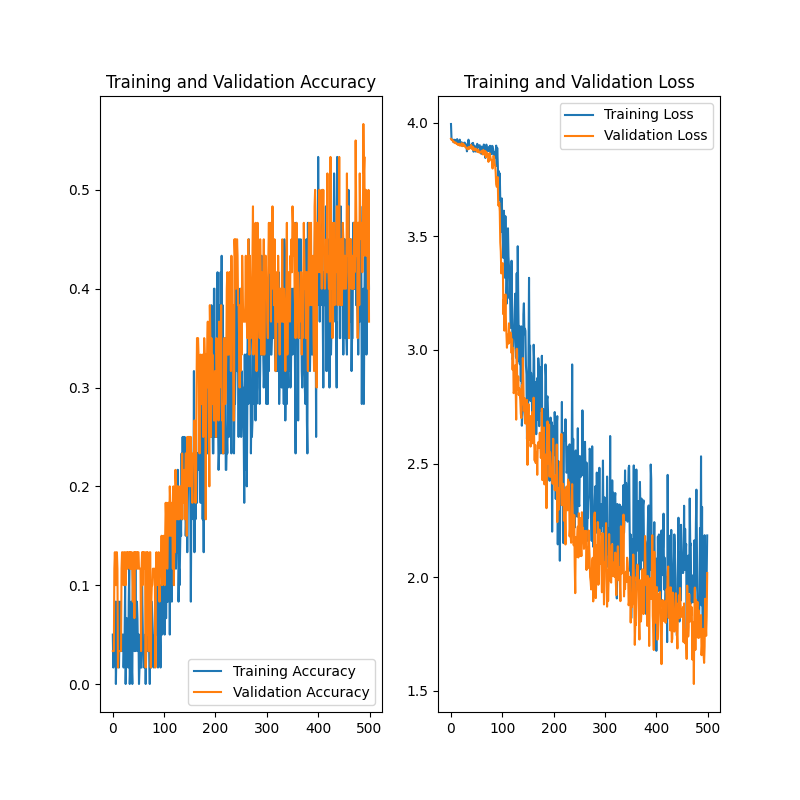 Training and Validation Accuracy
0.5
0.4
0.3
0.2
0.1
0.0
Training Accuracy
Validation Accuracy
0 100 200 300 400 500
Training and Validation Loss
4.0
3.5
3.0
2.5
2.0
1.5
Training Loss
Validation Loss
0 100 200 300 400 500